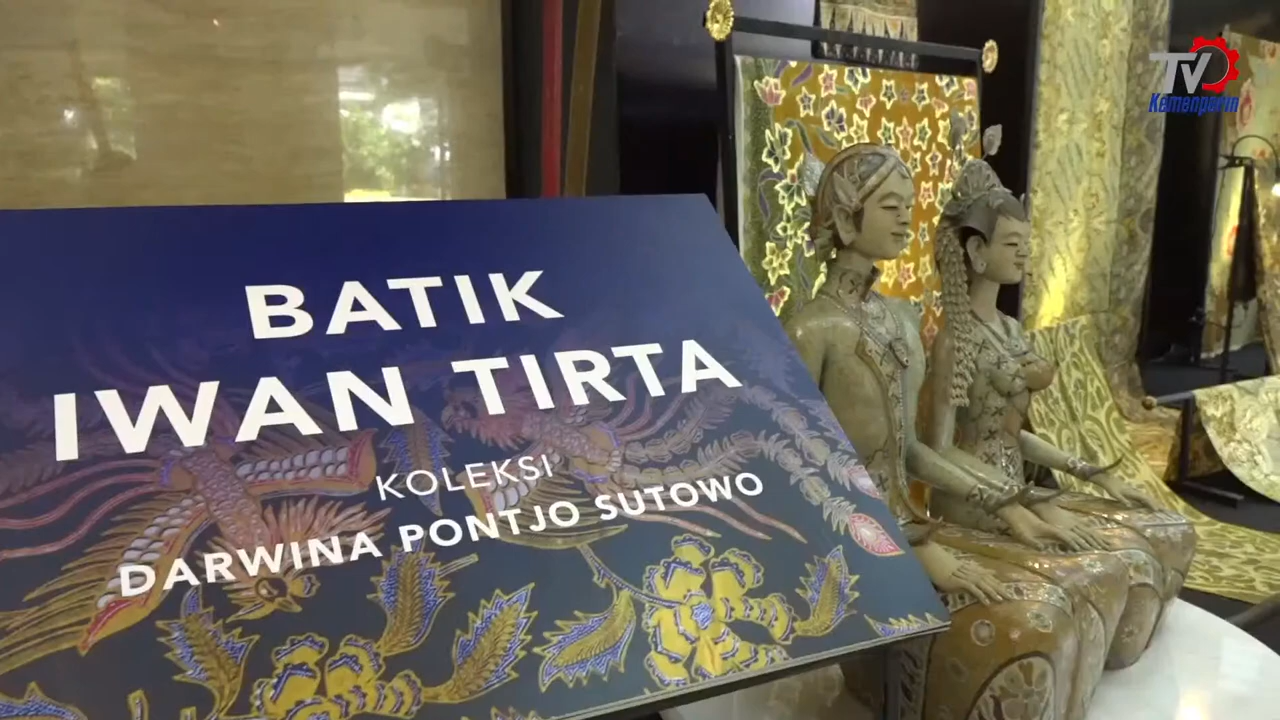 TV
Kemenperin
BATIK
IWAN TIRTA
KOLEKSI
DARWINA PONTJO SUTOWO